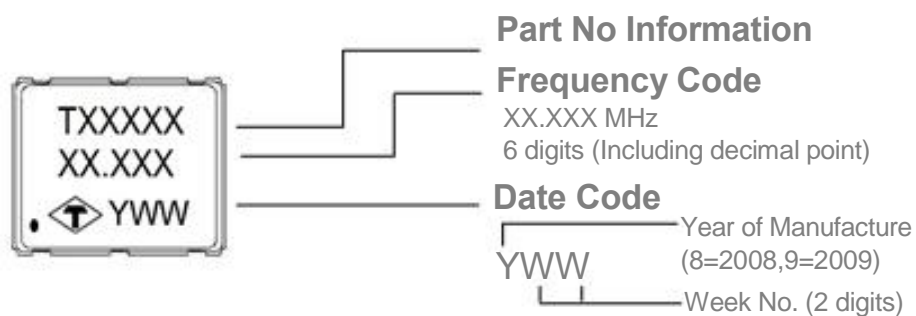 TXXXXX
XX.XXX
T YWW
Part No Information
Frequency Code
XX.XXX MHz
6 digits (Including decimal point)
Date Code
YWW
Year of Manufacture
(8=2008,9=2009)
Week No. (2 digits)